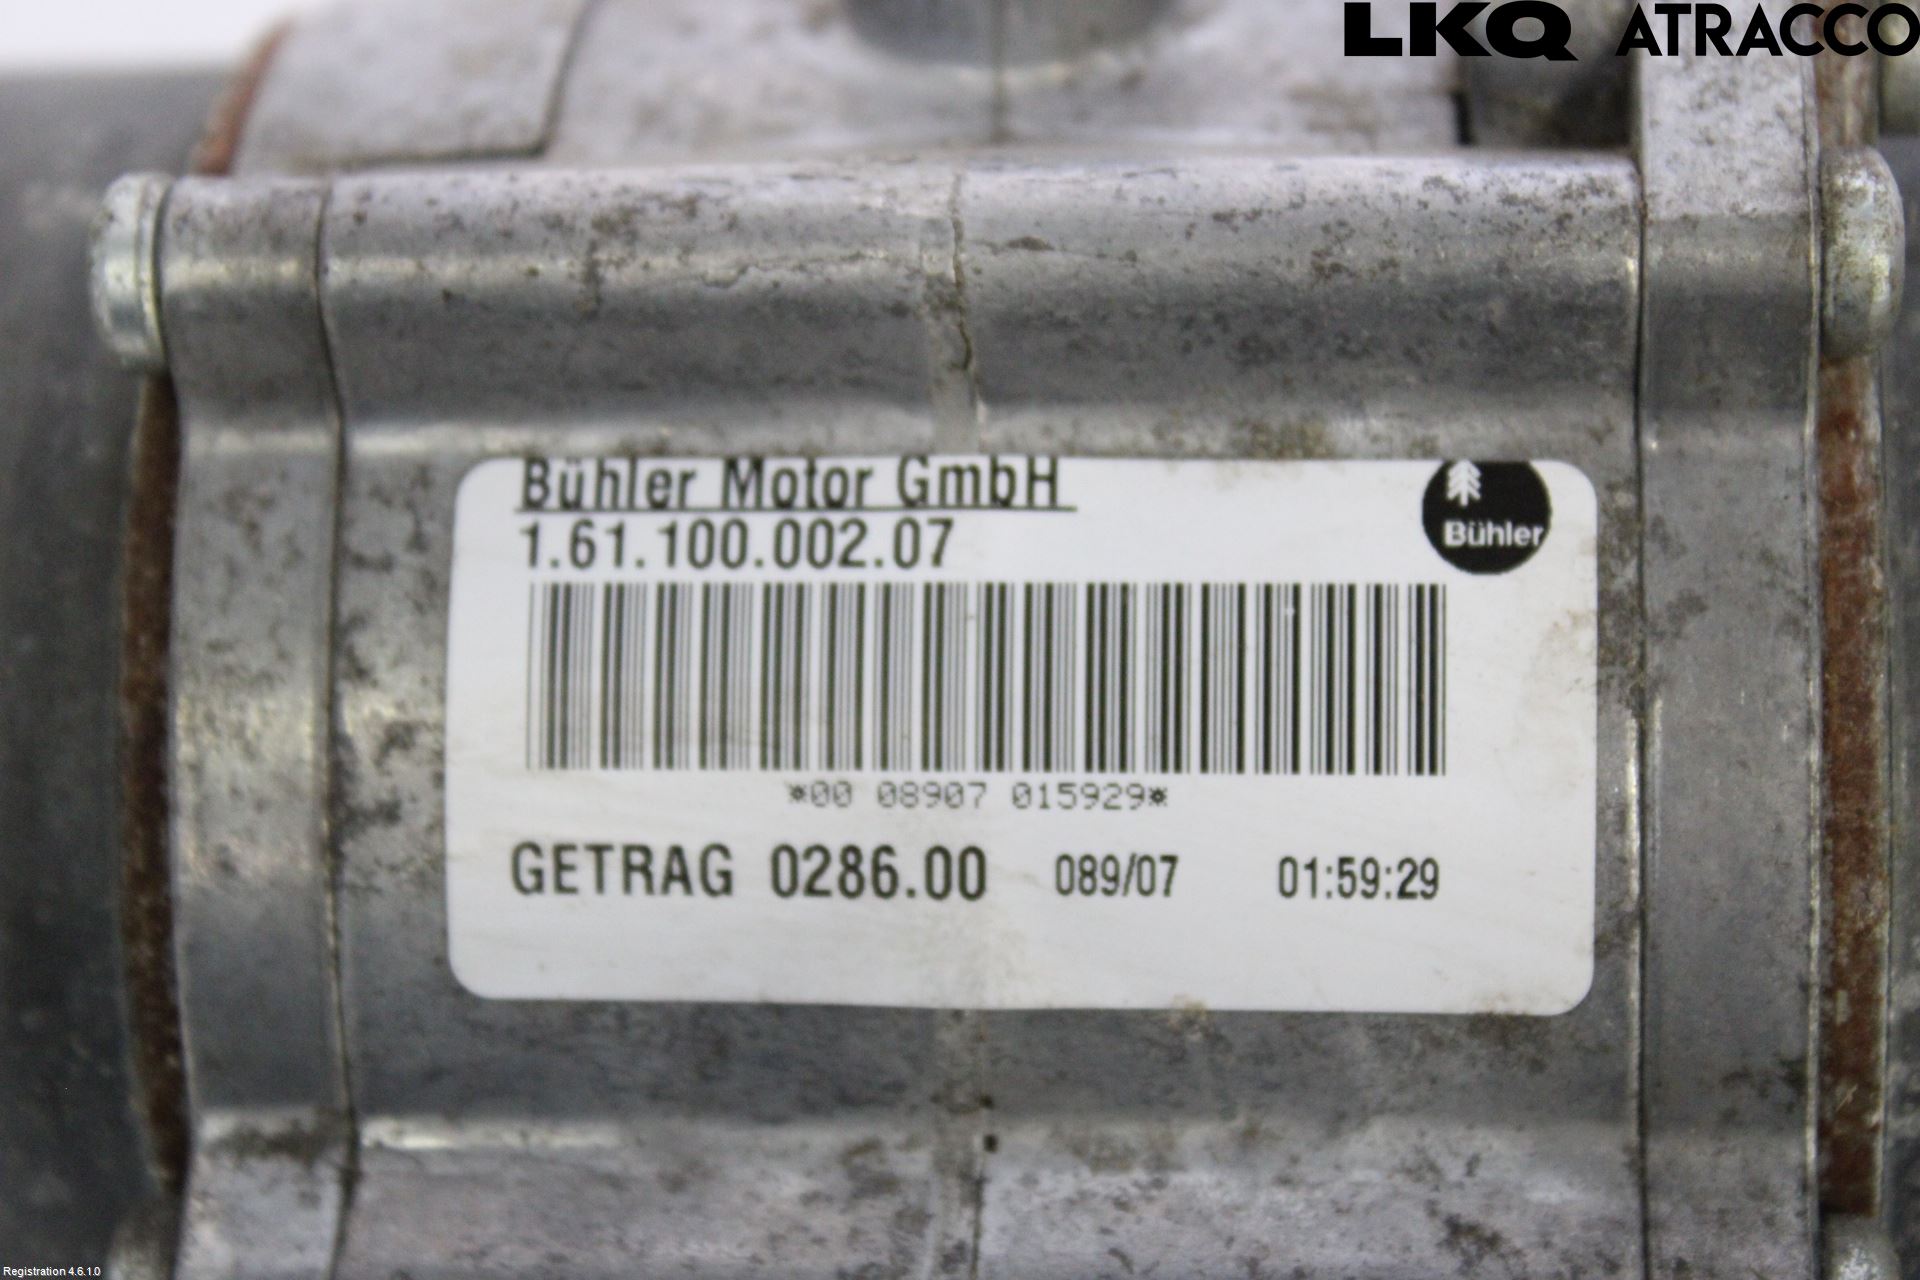 LKQ ATRACCO
Bühler Motor GmbH
1.61.100.002.07
Bühler
*00 08907 015929*
GETRAG 0286.00 089/07 01:59:29
Registration 4.6.1.0